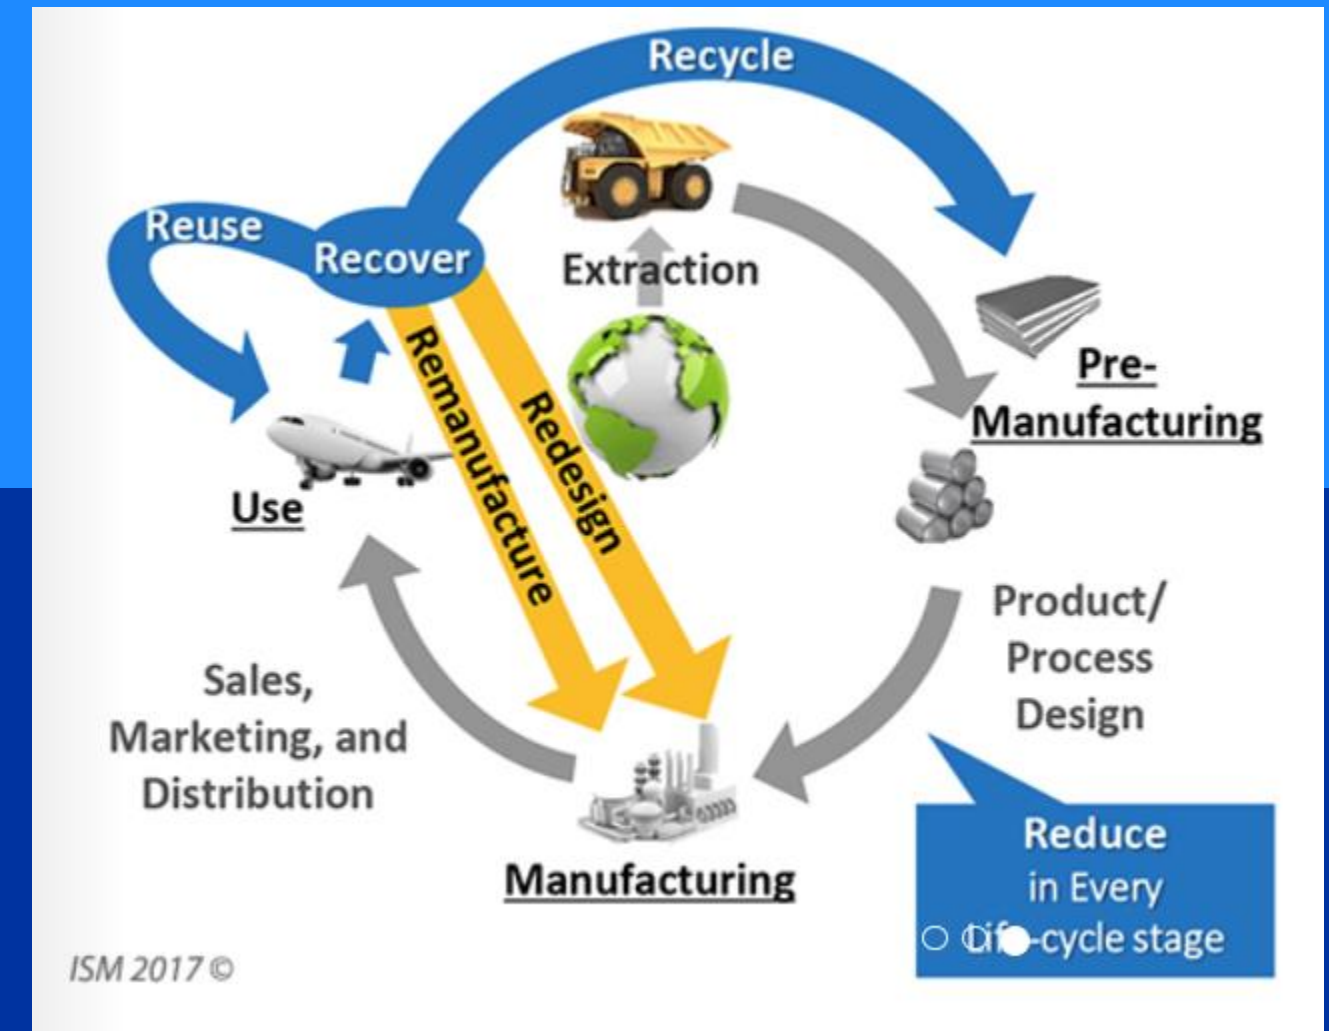 Recycle
Reuse
Recover
Extraction
Remanufacture
Redesign
Pre-
Manufacturing
Use
Product/
Process
Design
Sales,
Marketing, and
Distribution
Manufacturing
Reduce
in Every
Life-cycle stage
ISM 2017 ©